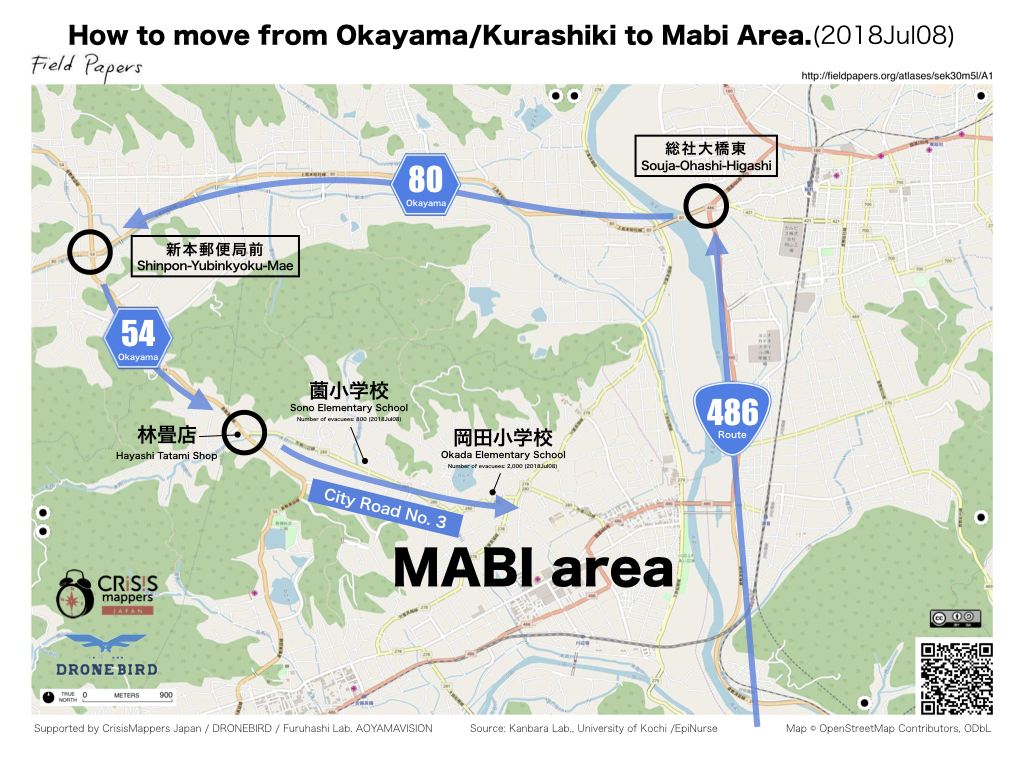 How to move from Okayama/Kurashiki to Mabi Area.(2018Jul08)
Field Papers
http://fieldpapers.org/atlases/sek30m5l/A1
総社大橋東
Souja-Ohashi-Higashi
80
Okayama
新本郵便局前
Shinpon-Yubinkyoku-Mae
54
Okayama
薗小学校
Sono Elementary School
Number of evacuees: 800 (2018Jul08)
486
Route
林畳店
Hayashi Tatami Shop
岡田小学校
Okada Elementary School
Number of evacuees: 2,000 (2018Jul08)
City Road No. 3
MABI area
CRiSiS
mappers
JAPAN
DRONEBIRD
TRUE
NORTH
0 METERS 900
Supported by CrisisMappers Japan / DRONEBIRD / Furuhashi Lab. AOYAMAVISION
Source: Kanbara Lab., University of Kochi /EpiNurse
Map © OpenStreetMap Contributors, ODbL